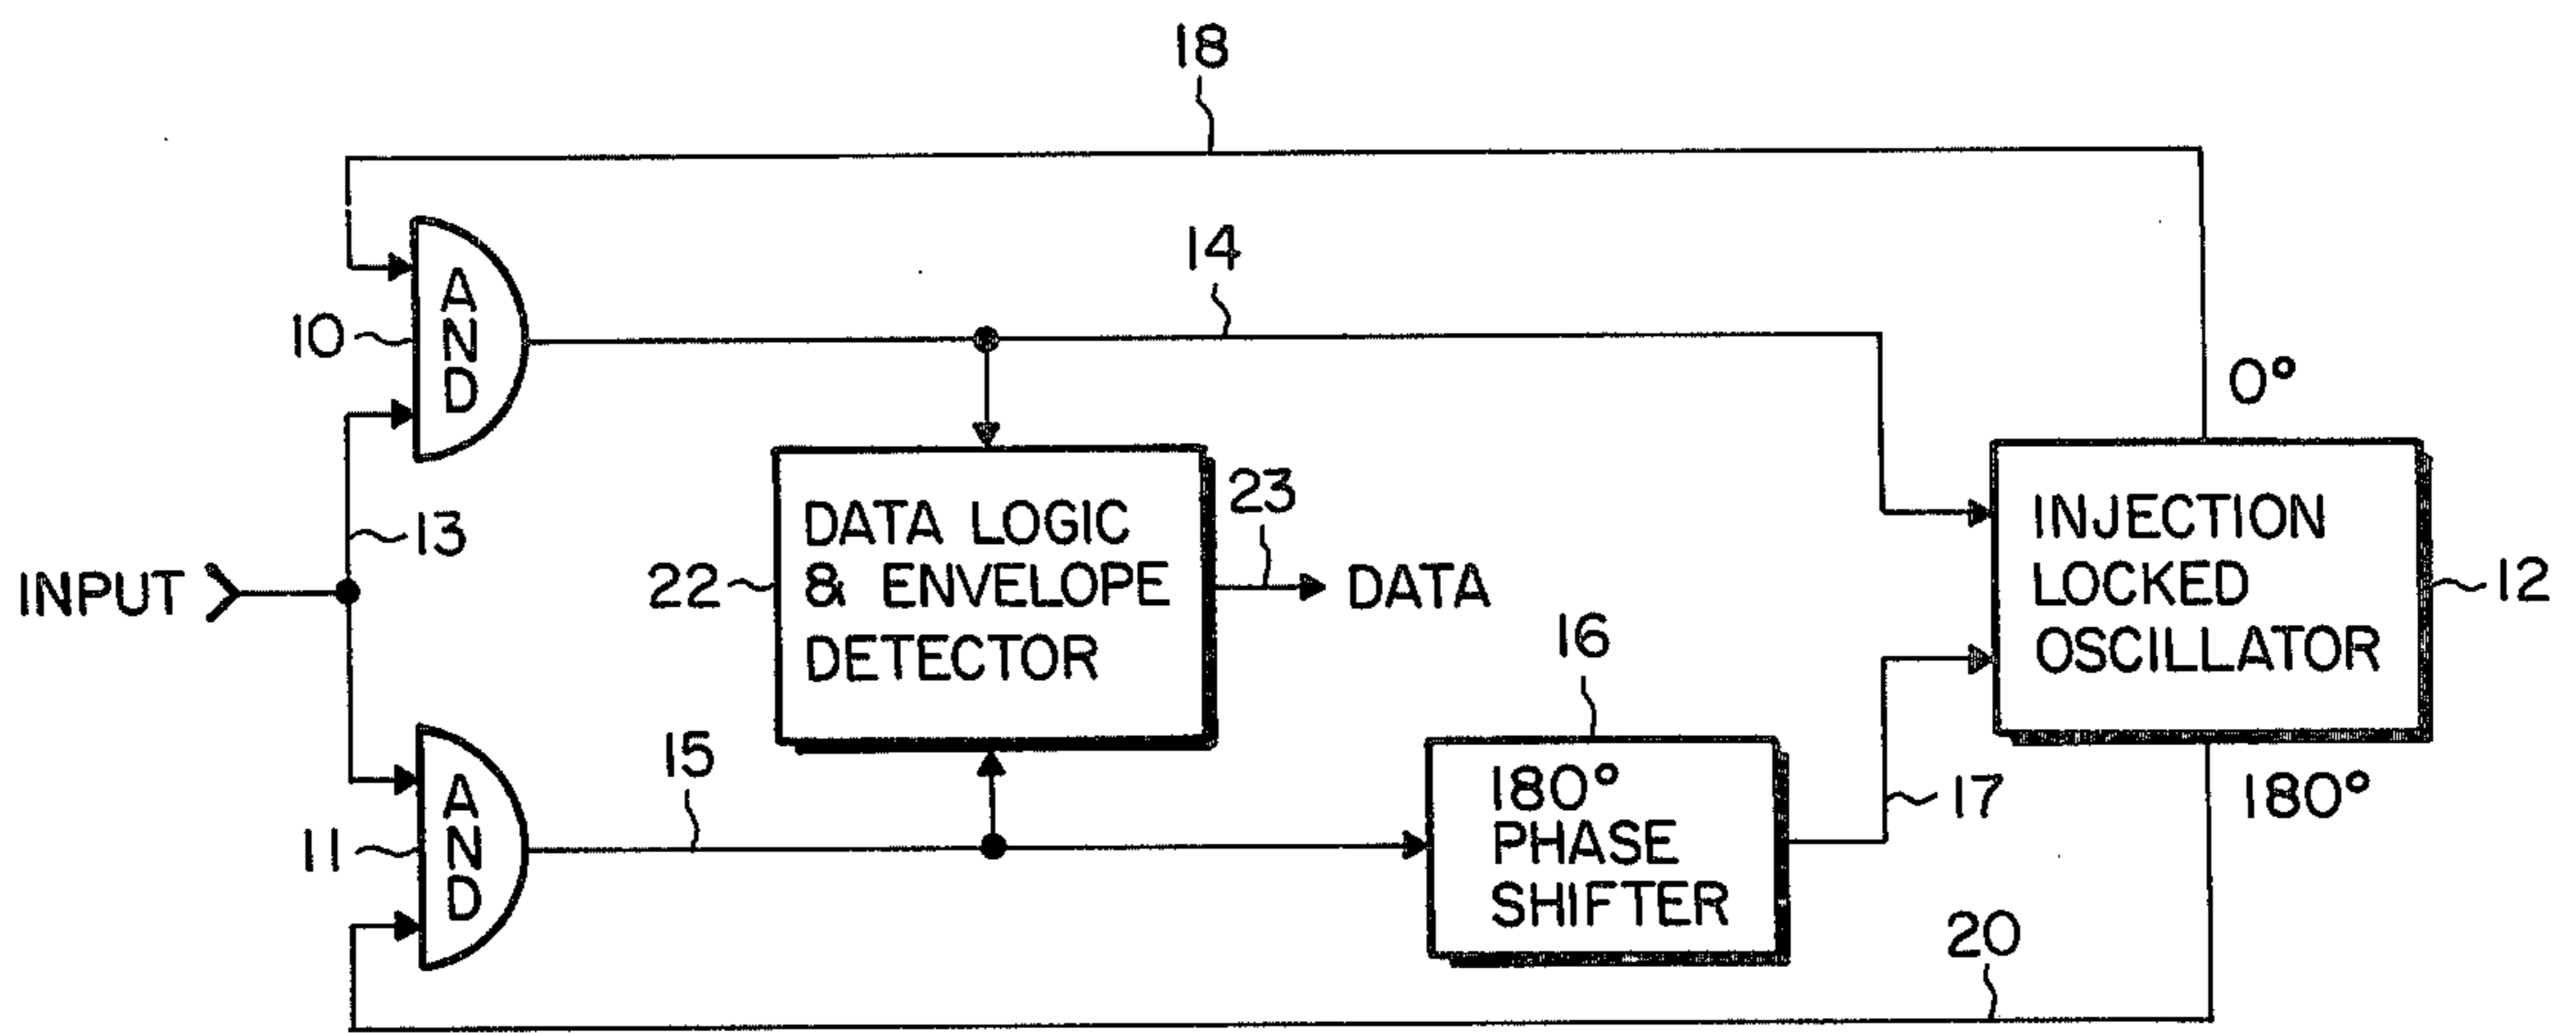 18
14
10
AND
0°
13
INPUT
22
DATA LOGIC
& ENVELOPE
DETECTOR
23
DATA
INJECTION
LOCKED
OSCILLATOR
12
16
15
11
AND
180°
PHASE
SHIFTER
17
180°
20